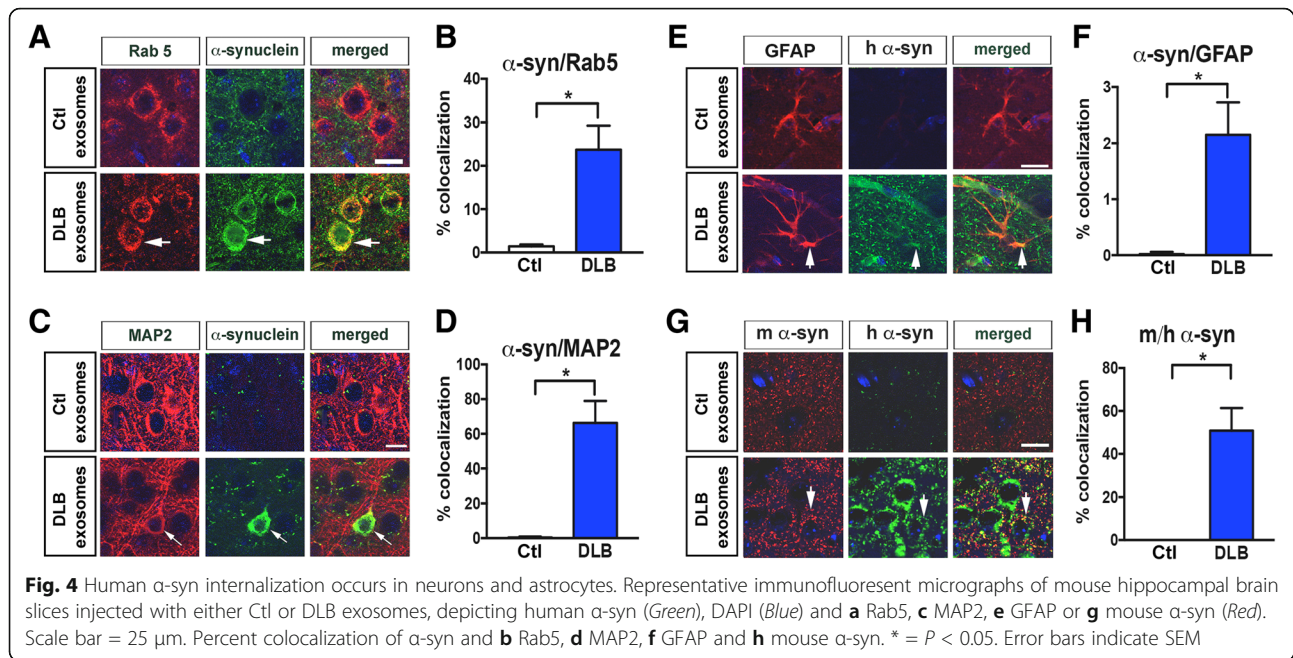 A
Rab 5
α-synuclein
merged
Ctl exosomes
DLB exosomes
B
α-syn/Rab5
% colocalization
40
30
20
10
0
*
Ctl
DLB
E
GFAP
h α-syn
merged
Ctl exosomes
DLB exosomes
F
α-syn/GFAP
% colocalization
3
2
1
0
*
Ctl
DLB
C
MAP2
α-synuclein
merged
Ctl exosomes
DLB exosomes
D
α-syn/MAP2
% colocalization
100
80
60
40
20
0
*
Ctl
DLB
G
m α-syn
h α-syn
merged
Ctl exosomes
DLB exosomes
H
m/h α-syn
% colocalization
80
60
40
20
0
*
Ctl
DLB
Fig. 4 Human α-syn internalization occurs in neurons and astrocytes. Representative immunofluoresent micrographs of mouse hippocampal brain
slices injected with either Ctl or DLB exosomes, depicting human α-syn (Green), DAPI (Blue) and a Rab5, c MAP2, e GFAP or g mouse α-syn (Red).
Scale bar = 25 μm. Percent colocalization of α-syn and b Rab5, d MAP2, f GFAP and h mouse α-syn. * = P < 0.05. Error bars indicate SEM